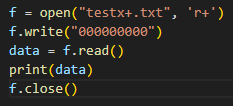 f = open("testx+.txt", 'r+')
f.write("000000000")
data = f.read()
print(data)
f.close()